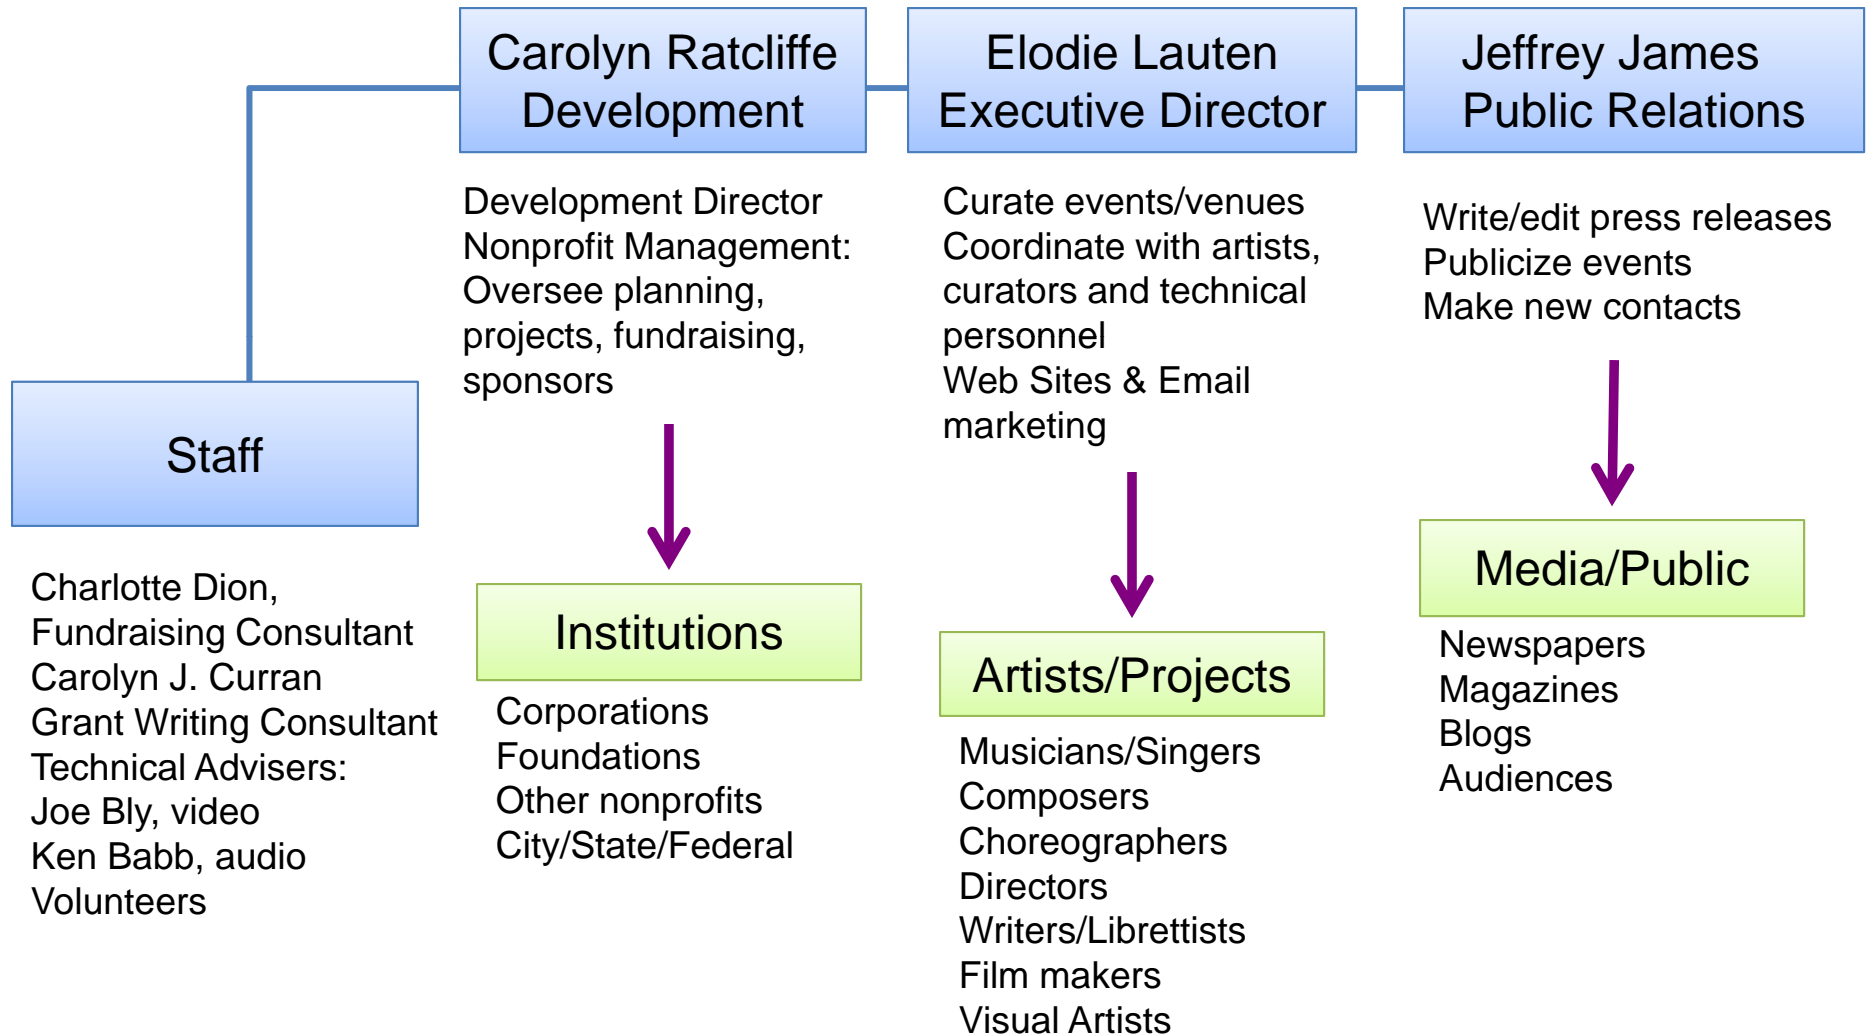 Carolyn Ratcliffe
Development
Elodie Lauten
Executive Director
Jeffrey James
Public Relations
Development Director
Nonprofit Management:
Oversee planning,
projects, fundraising,
sponsors
Curate events/venues
Coordinate with artists,
curators and technical
personnel
Web Sites & Email
marketing
Write/edit press releases
Publicize events
Make new contacts
Staff
Charlotte Dion,
Fundraising Consultant
Carolyn J. Curran
Grant Writing Consultant
Technical Advisers:
Joe Bly, video
Ken Babb, audio
Volunteers
Institutions
Corporations
Foundations
Other nonprofits
City/State/Federal
Artists/Projects
Musicians/Singers
Composers
Choreographers
Directors
Writers/Librettists
Film makers
Visual Artists
Media/Public
Newspapers
Magazines
Blogs
Audiences